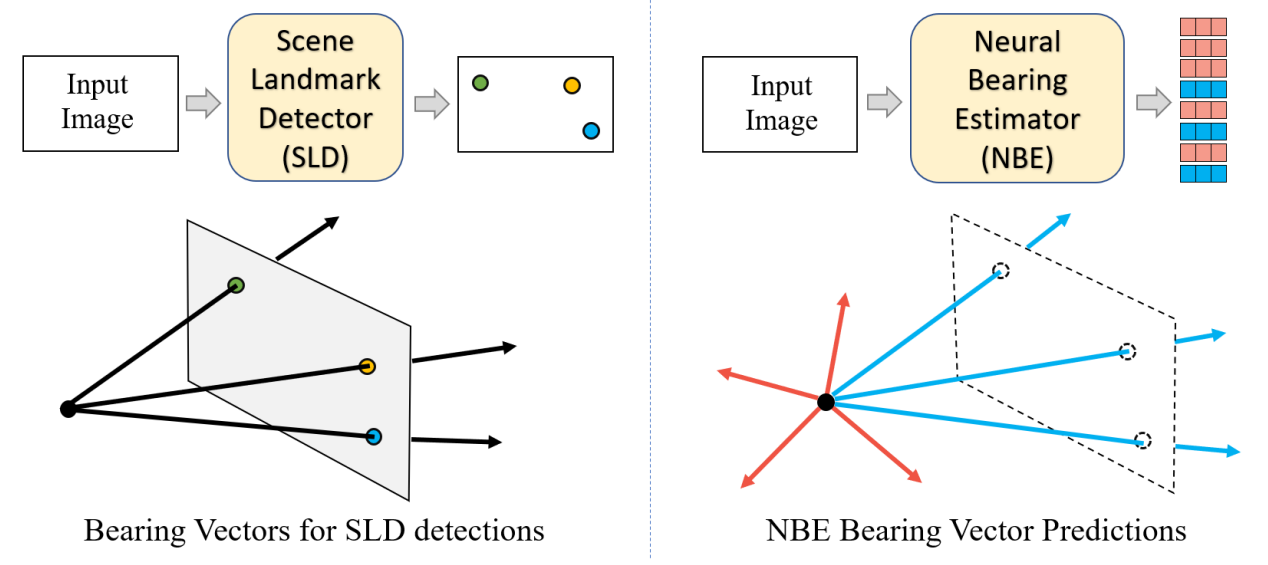 Input
Image
Scene
Landmark
Detector
(SLD)
Bearing Vectors for SLD detections
Input
Image
Neural
Bearing
Estimator
(NBE)
NBE Bearing Vector Predictions